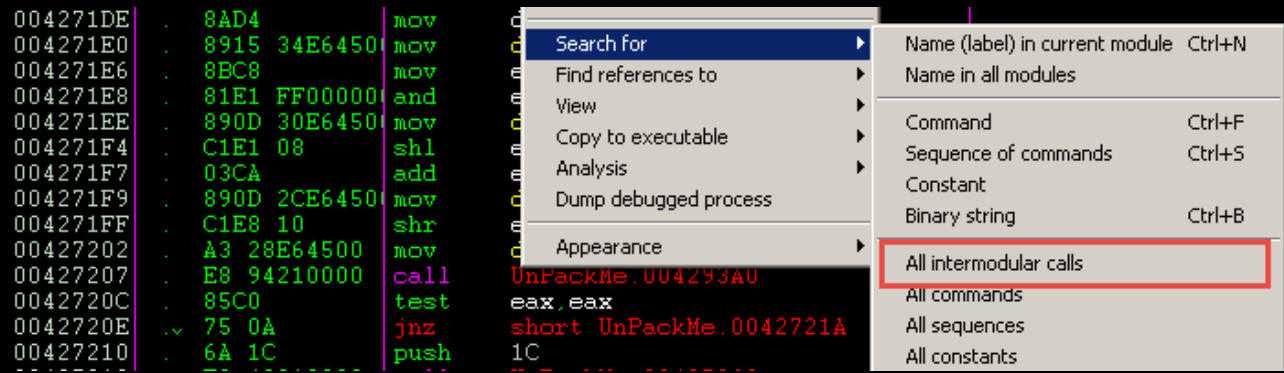 004271DE . 8AD4 mov
004271E0 . 8915 34E64500 mov
004271E6 . 8BC8 mov
004271E8 . 81E1 FF000000 and
004271EE . 890D 30E64500 mov
004271F4 . C1E1 08 shl
004271F7 . 03CA add
004271F9 . 890D 2CE64500 mov
004271FF . C1E8 10 shr
00427202 . A3 28E64500 mov
00427207 . E8 94210000 call UnPackMe.004293A0
0042720C . 85C0 test eax,eax
0042720E .v 75 0A jnz short UnPackMe.0042721A
00427210 . 6A 1C push 1C
Search for
Find references to
View
Copy to executable
Analysis
Dump debugged process
Appearance
Name (label) in current module Ctrl+N
Name in all modules
Command Ctrl+F
Sequence of commands Ctrl+S
Constant
Binary string Ctrl+B
All intermodular calls
All commands
All sequences
All constants